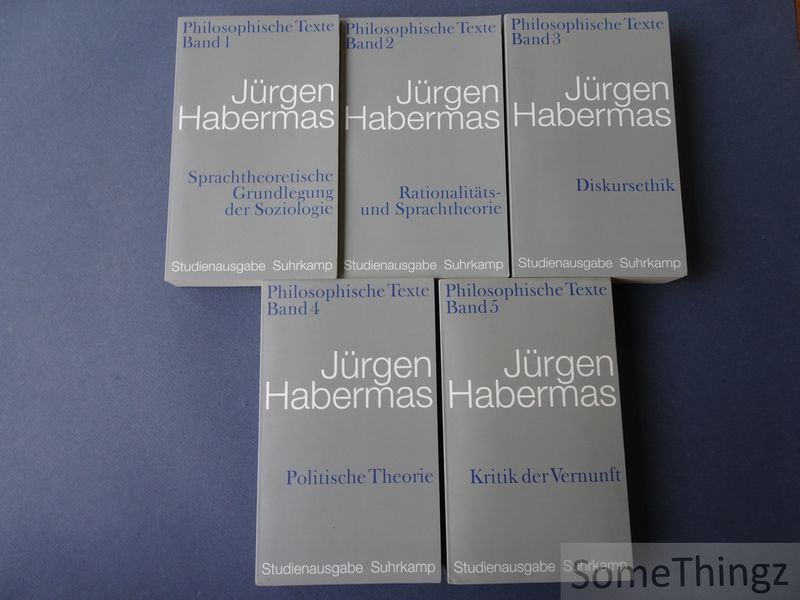 Philosophische Texte
Band 1
Jürgen
Habermas
Sprachtheoretische
Grundlegung
der Soziologie
Studienausgabe Suhrkamp
Philosophische Texte
Band 2
Jürgen
Habermas
Rationalitäts-
und Sprachtheorie
Studienausgabe Suhrkamp
Philosophische Texte
Band 3
Jürgen
Habermas
Diskursethik
Studienausgabe Suhrkamp
Philosophische Texte
Band 4
Jürgen
Habermas
Politische Theorie
Studienausgabe Suhrkamp
Philosophische Texte
Band 5
Jürgen
Habermas
Kritik der Vernunft
Studienausgabe Suhrkamp
SomeThingz